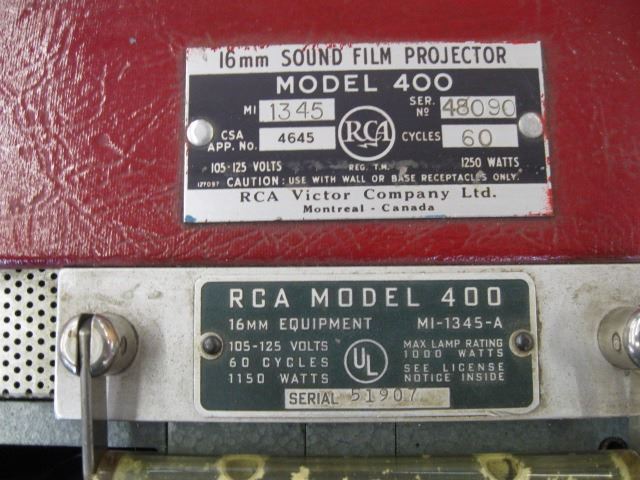 16mm SOUND FILM PROJECTOR
MODEL 400
MI 1345 SER. Nº 48090
CSA APP. No. 4645 RCA CYCLES 60
105-125 VOLTS REG. T.M. 1250 WATTS
CAUTION: USE WITH WALL OR BASE RECEPTACLES ONLY.
RCA Victor Company Ltd.
Montreal - Canada
RCA MODEL 400
16MM EQUIPMENT MI-1345-A
105-125 VOLTS
60 CYCLES
1150 WATTS
UL
MAX LAMP RATING
1000 WATTS
SEE LICENSE
NOTICE INSIDE
SERIAL 51907